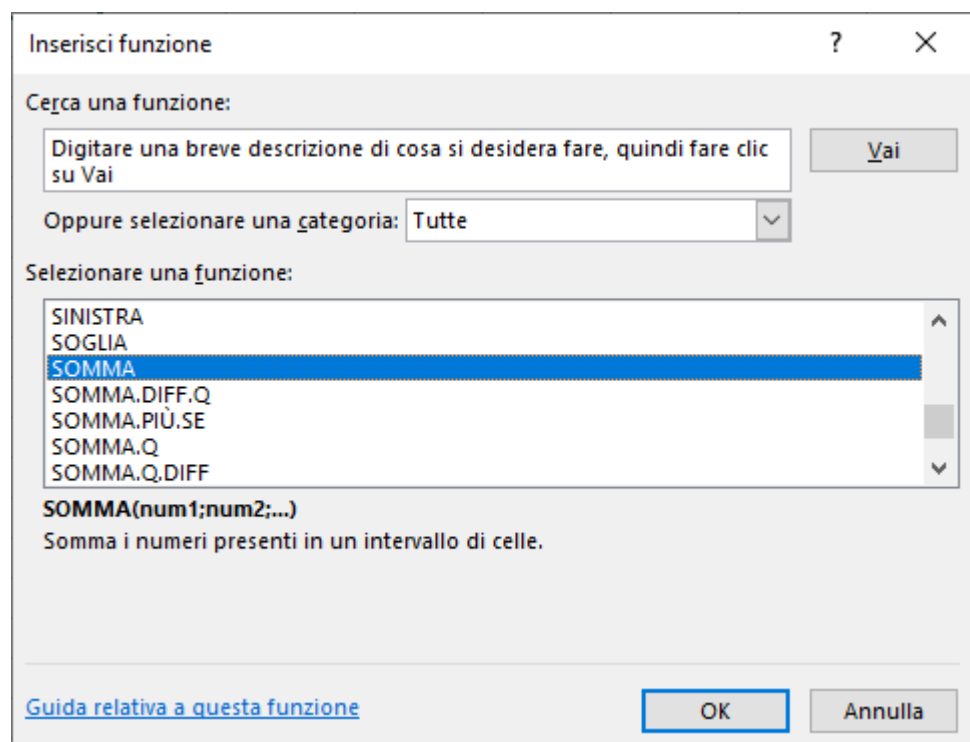 Inserisci funzione ?
Cerca una funzione:
Digitare una breve descrizione di cosa si desidera fare, quindi fare clic
su Vai
Vai
Oppure selezionare una categoria: Tutte
Selezionare una funzione:
SINISTRA
SOGLIA
SOMMA
SOMMA.DIFF.Q
SOMMA.PIÙ.SE
SOMMA.Q
SOMMA.Q.DIFF
SOMMA(num1;num2;...)
Somma i numeri presenti in un intervallo di celle.
Guida relativa a questa funzione OK Annulla